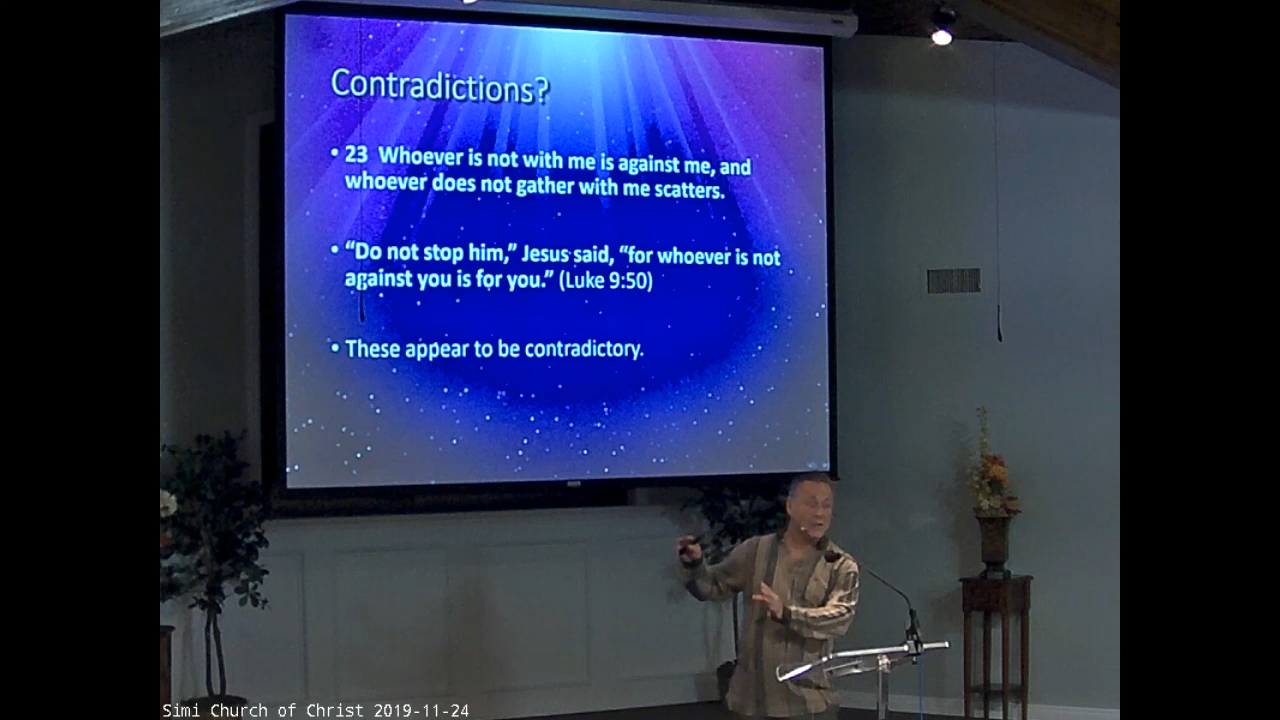 Contradictions?
• 23  Whoever is not with me is against me, and
whoever does not gather with me scatters.
• “Do not stop him,” Jesus said, “for whoever is not
against you is for you.” (Luke 9:50)
• These appear to be contradictory.
Simi Church of Christ 2019-11-24